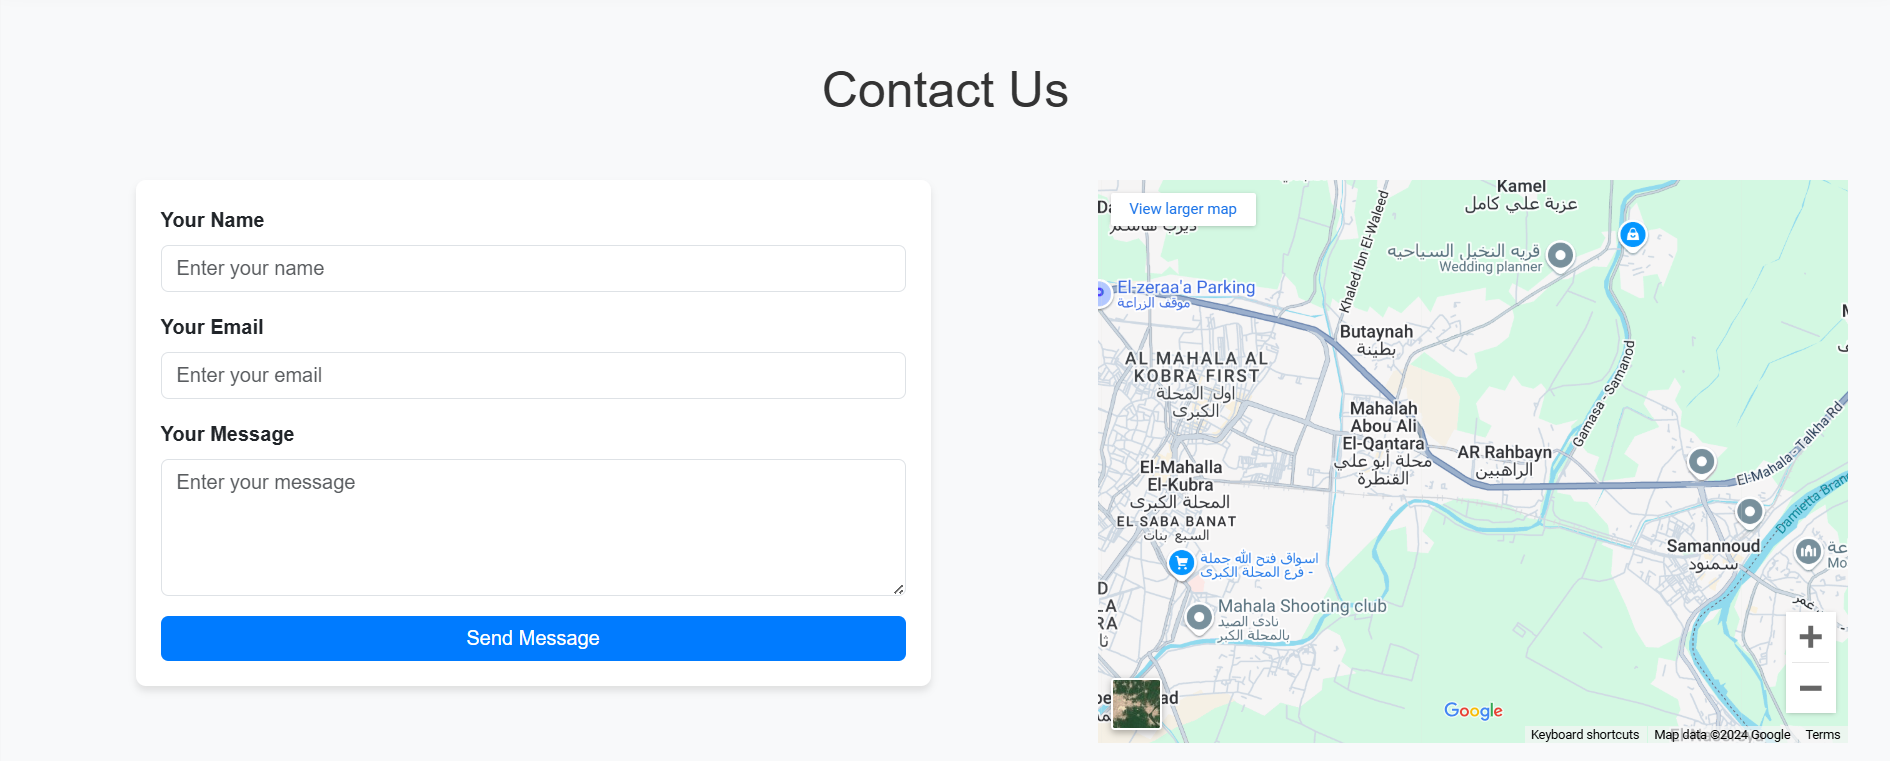 Contact Us
Your Name
Enter your name
Your Email
Enter your email
Your Message
Enter your message
Send Message
View larger map
Kamel
عزبة علي كامل
Khaled Ibn El-Waleed
قريه النخيل السياحيه
Wedding planner
El-zeraa'a Parking
موقف الزراعة
Butaynah
بطينة
AL MAHALA AL
KOBRA FIRST
اول المحلة
الكبرى
Mahalah
Abou Ali
El-Qantara
محلة أبو علي
القنطرة
Gamasa - Samanod
AR Rahbayn
الراهبين
El-Mahala - Talkha Rd
El-Mahalla
El-Kubra
المحلة الكبرى
EL SABA BANAT
السبع بنات
Damietta Bran
Samannoud
سمنود
اسواق فتح الله جملة
- فرع المحلة الكبرى
Mahala Shooting club
نادى الصيد
بالمحلة الكبر
Google
Keyboard shortcuts
Map data ©2024 Google
Terms